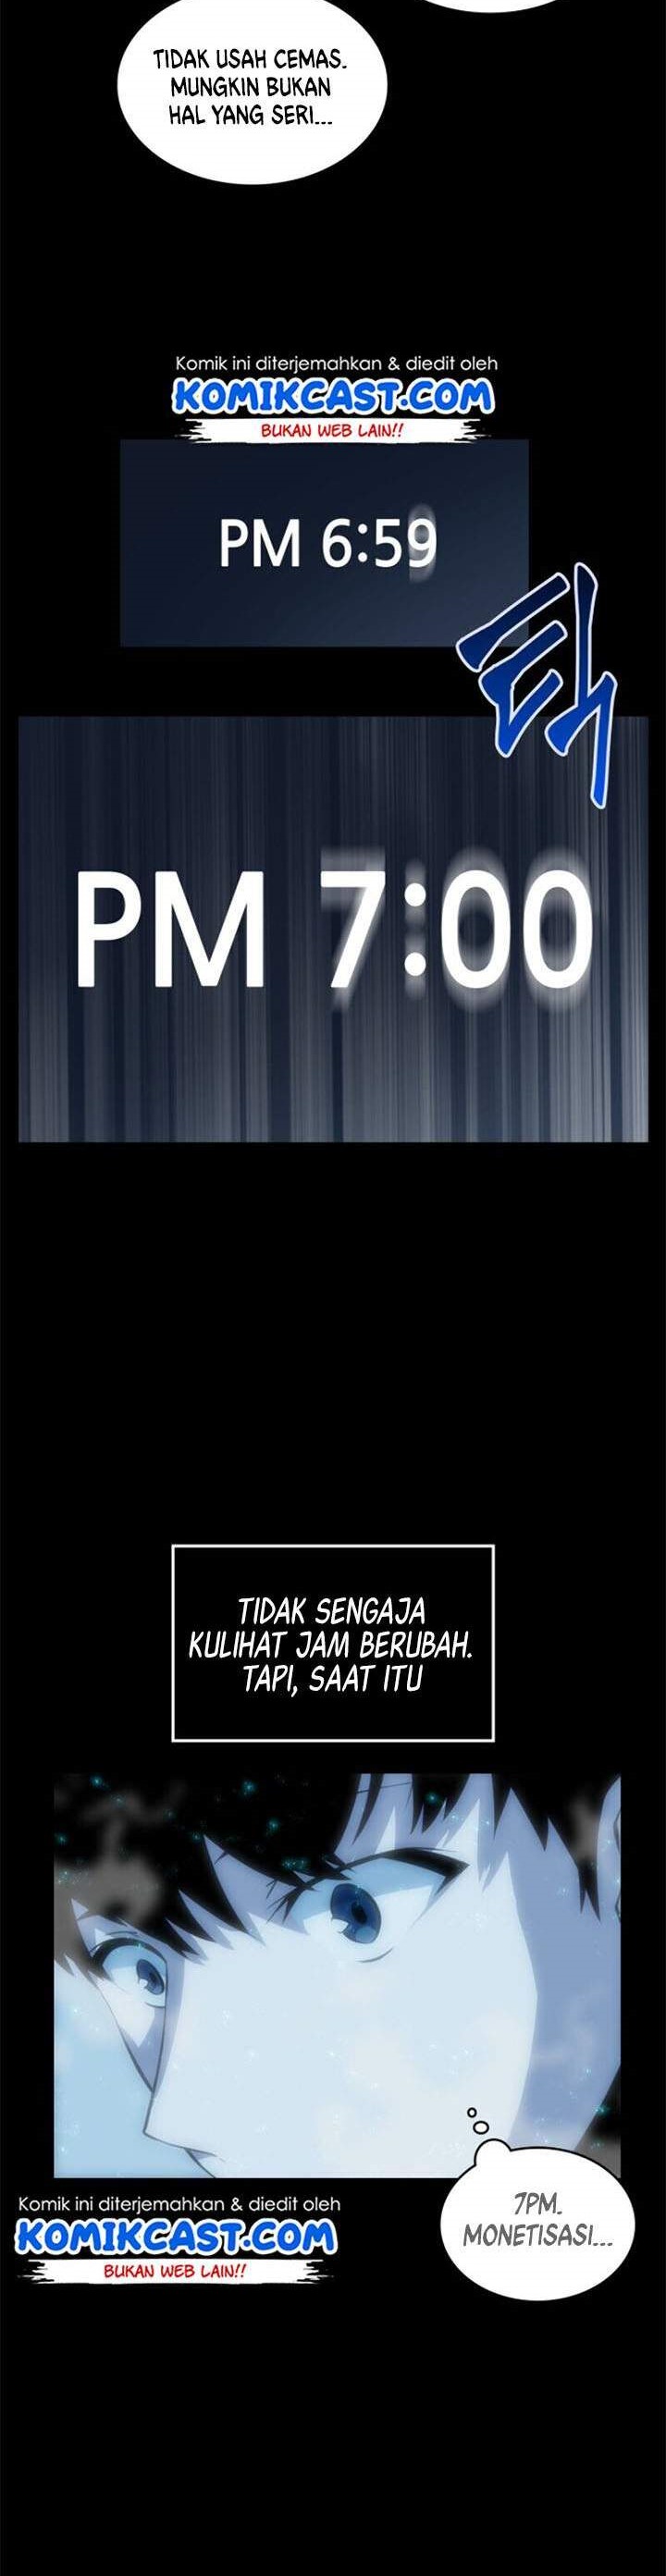 TIDAK USAH CEMAS.
MUNGKIN BUKAN
HAL YANG SERI...
Komik ini diterjemahkan & diedit oleh
KOMIKCAST.COM
BUKAN WEB LAIN!!
PM 6:59
탁
PM 7:00
TIDAK SENGAJA
KULIHAT JAM BERUBAH.
TAPI, SAAT ITU
7PM.
MONETISASI...
Komik ini diterjemahkan & diedit oleh
KOMIKCAST.COM
BUKAN WEB LAIN!!